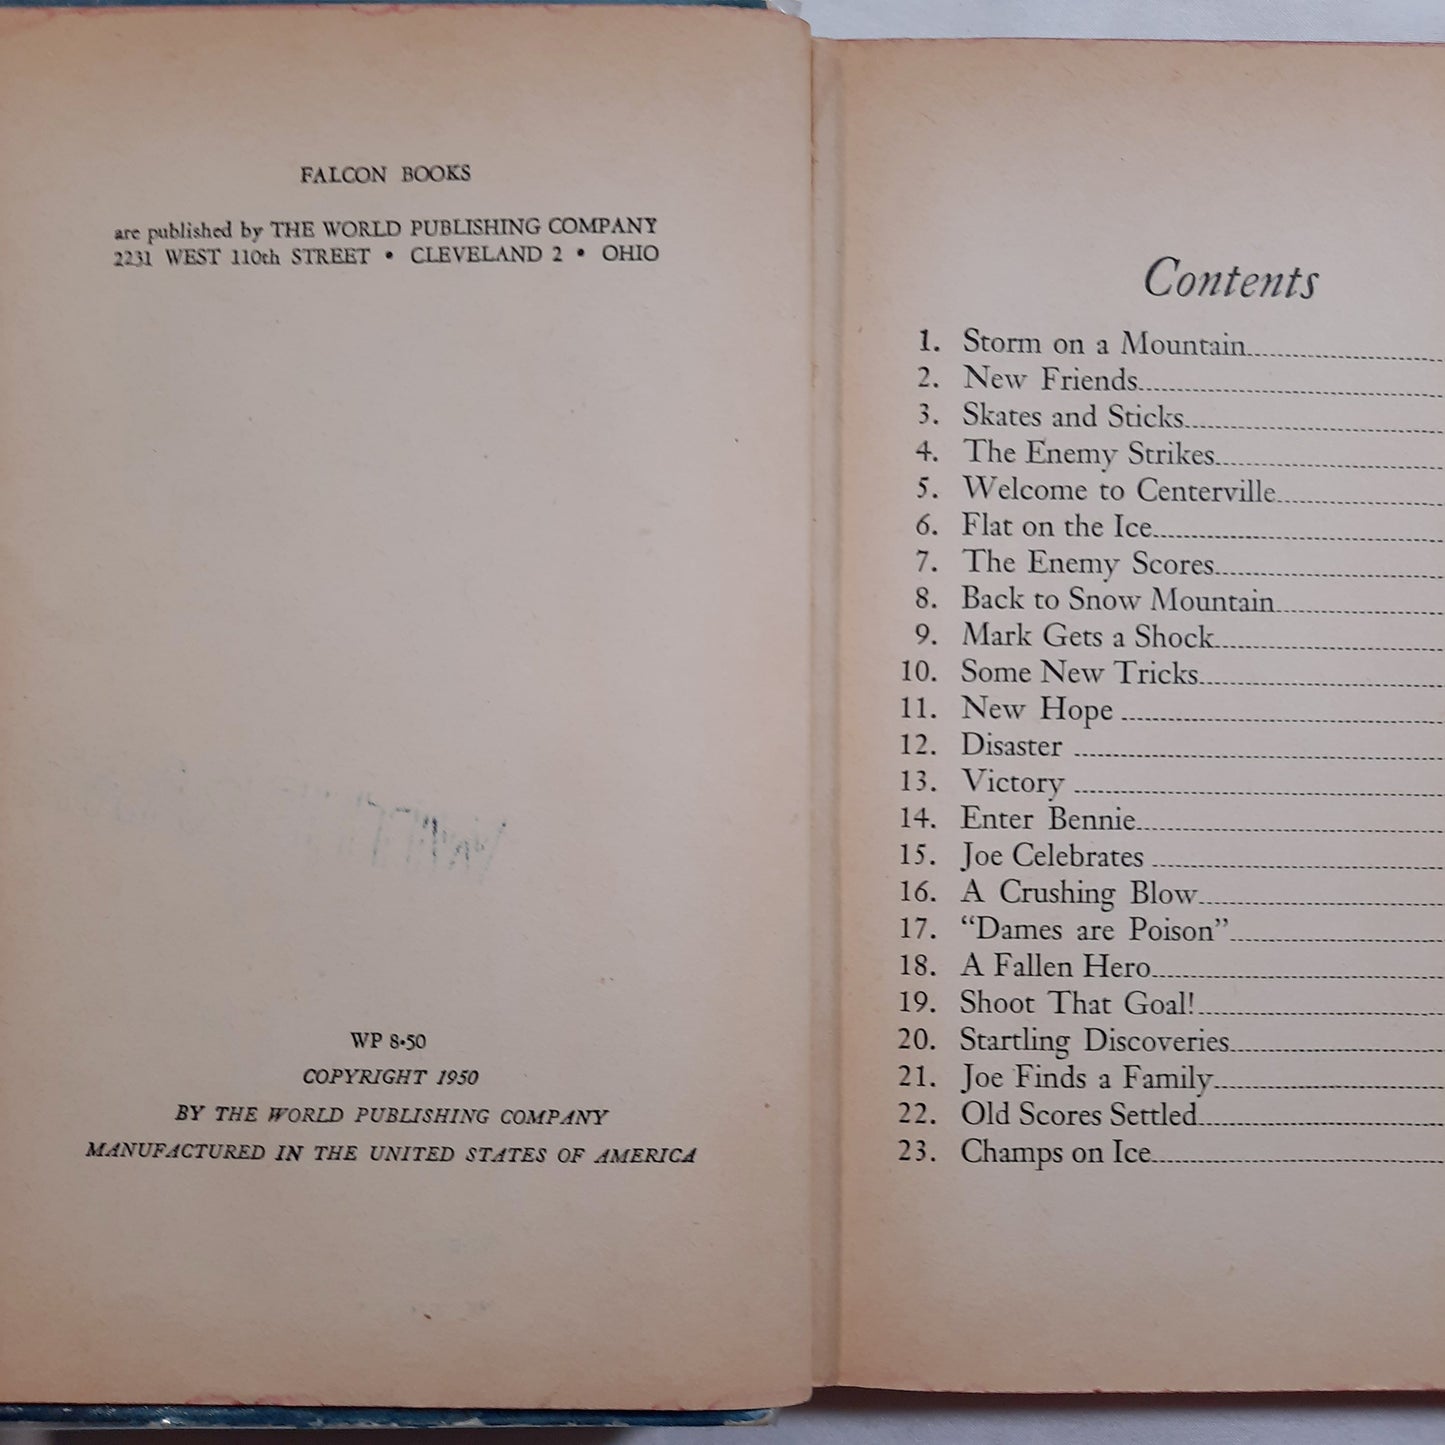 FALCON BOOKS
are published by THE WORLD PUBLISHING COMPANY
2231 WEST 110th STREET • CLEVELAND 2 • OHIO
WP 8•50
COPYRIGHT 1950
BY THE WORLD PUBLISHING COMPANY
MANUFACTURED IN THE UNITED STATES OF AMERICA
Contents
1. Storm on a Mountain
2. New Friends
3. Skates and Sticks
4. The Enemy Strikes
5. Welcome to Centerville
6. Flat on the Ice
7. The Enemy Scores
8. Back to Snow Mountain
9. Mark Gets a Shock
10. Some New Tricks
11. New Hope
12. Disaster
13. Victory
14. Enter Bennie
15. Joe Celebrates
16. A Crushing Blow
17. “Dames are Poison”
18. A Fallen Hero
19. Shoot That Goal!
20. Startling Discoveries
21. Joe Finds a Family
22. Old Scores Settled
23. Champs on Ice